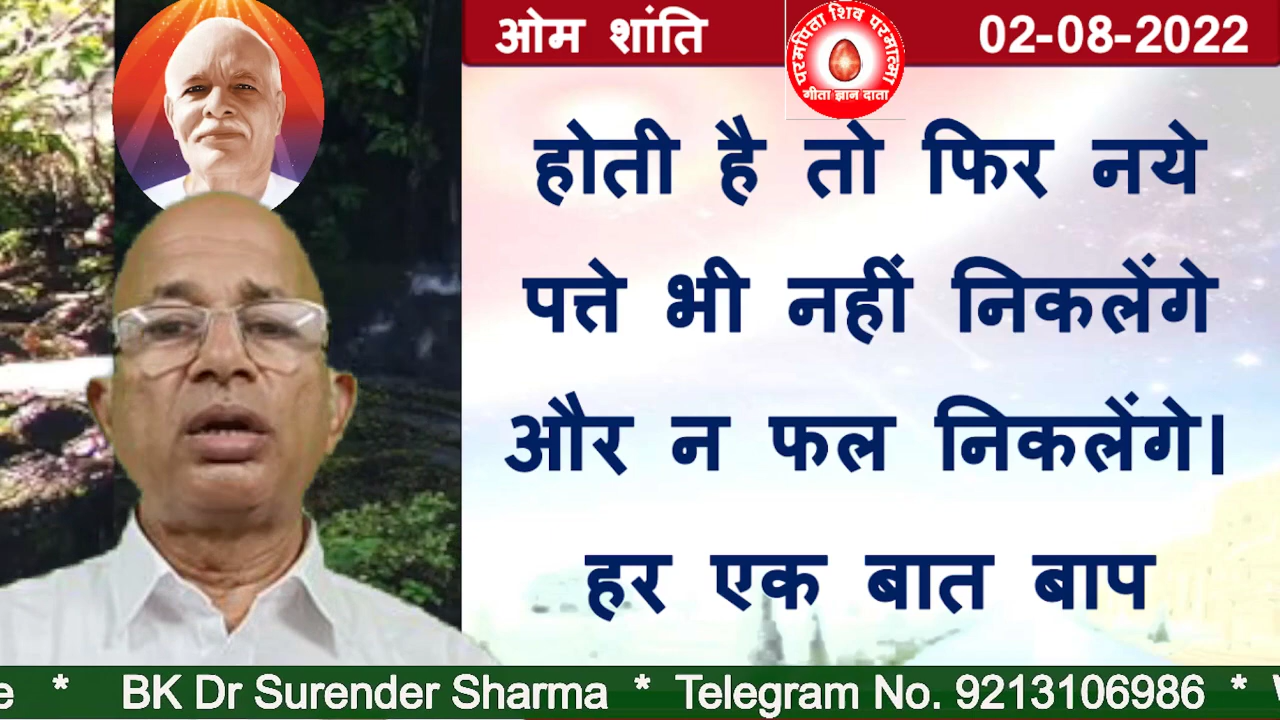 ओम शांति
परमपिता शिव परमात्मा
गीता ज्ञान दाता
02-08-2022
होती है तो फिर नये
पत्ते भी नहीं निकलेंगे
और न फल निकलेंगे।
हर एक बात बाप
e * BK Dr Surender Sharma * Telegram No. 9213106986 *